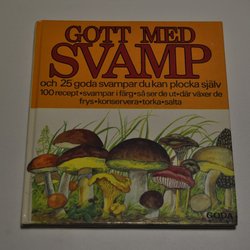 GOTT MED
SVAMP
och 25 goda svampar du kan plocka själv
100 recept•svampar i färg•så ser de ut•där växer de
frys•konservera•torka•salta
GODA